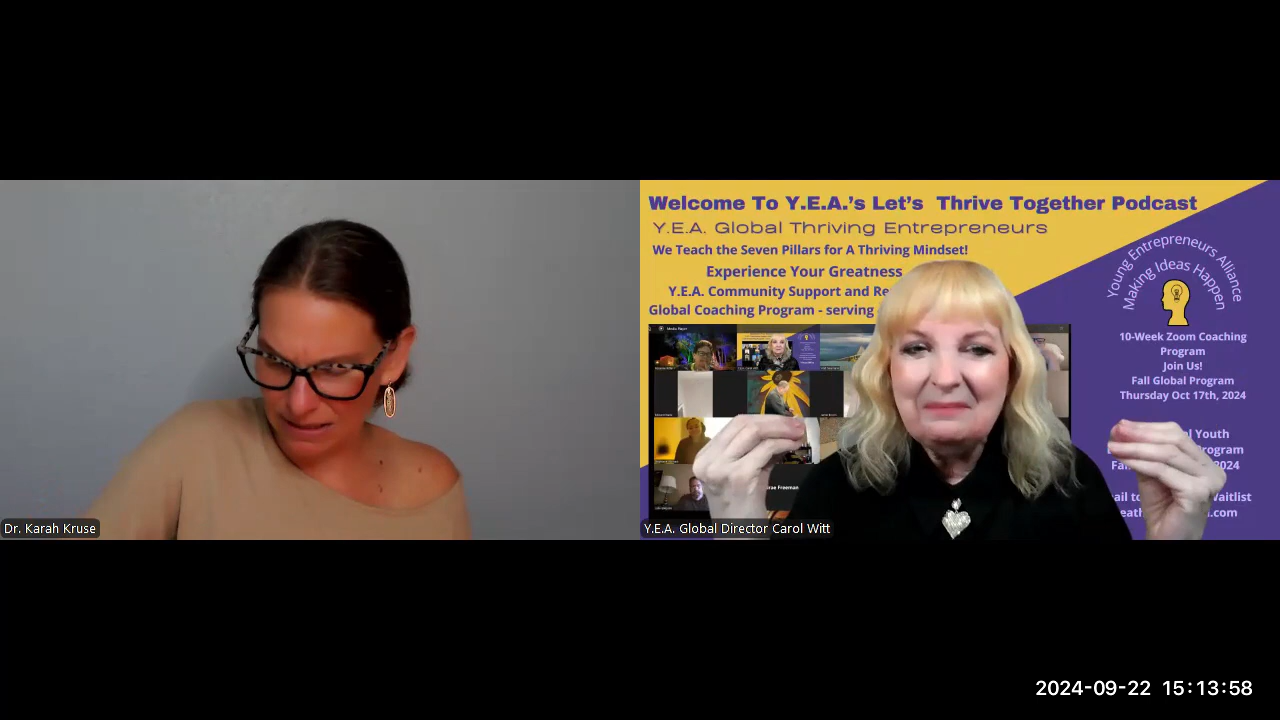 Welcome To Y.E.A.'s Let's Thrive Together Podcast
Y.E.A. Global Thriving Entrepreneurs
We Teach the Seven Pillars for A Thriving Mindset!
Experience Your Greatness
Y.E.A. Community Support and
Global Coaching Program - serving
Young Entrepreneurs Alliance
Making Ideas Happen
10-Week Zoom Coaching
Program
Join Us!
Fall Global Program
Thursday Oct 17th, 2024
Youth
Program
2024
Media Player
Freeman
Dr. Karah Kruse
Y.E.A. Global Director Carol Witt
2024-09-22 15:13:58